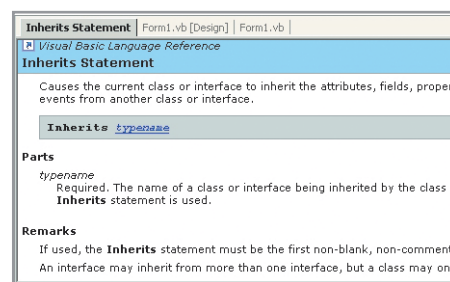 Inherits Statement | Form1.vb [Design] | Form1.vb |
Visual Basic Language Reference
Inherits Statement
Causes the current class or interface to inherit the attributes, fields, proper
events from another class or interface.
Inherits typename
Parts
typename
Required. The name of a class or interface being inherited by the class
Inherits statement is used.
Remarks
If used, the Inherits statement must be the first non-blank, non-comment
An interface may inherit from more than one interface, but a class may on